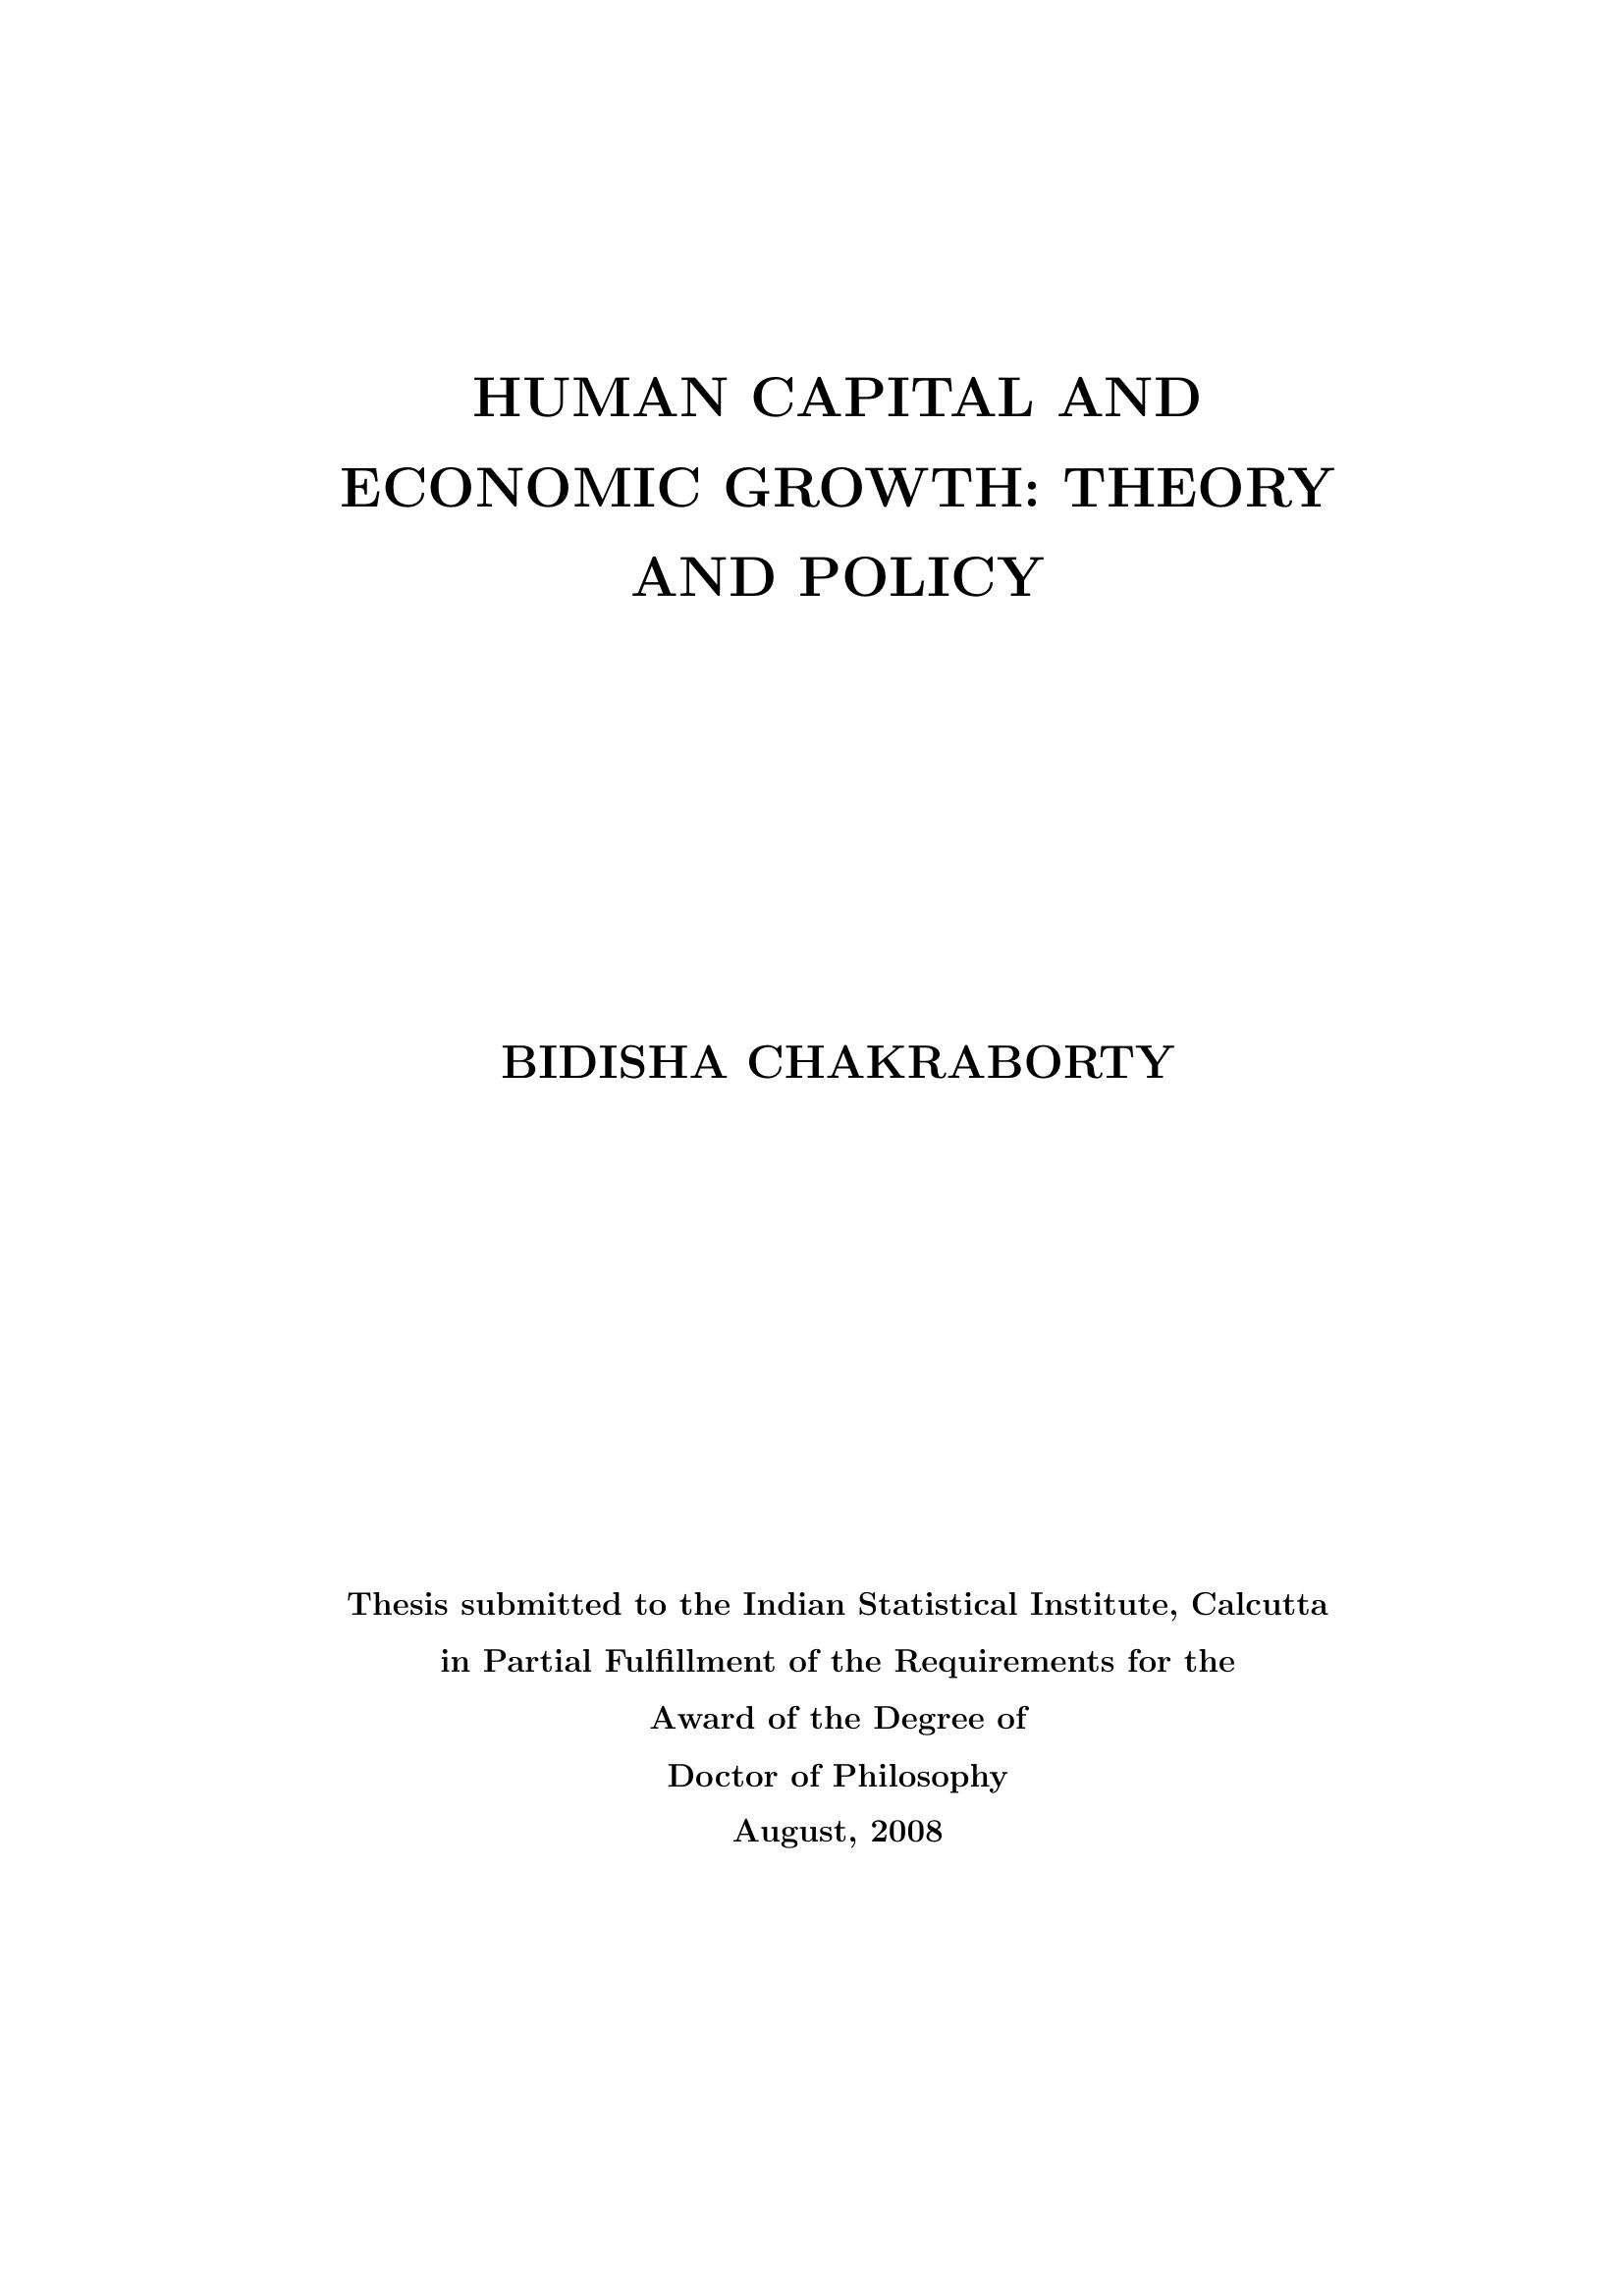 HUMAN CAPITAL AND
ECONOMIC GROWTH: THEORY
AND POLICY
BIDISHA CHAKRABORTY
Thesis submitted to the Indian Statistical Institute, Calcutta
in Partial Fulfillment of the Requirements for the
Award of the Degree of
Doctor of Philosophy
August, 2008